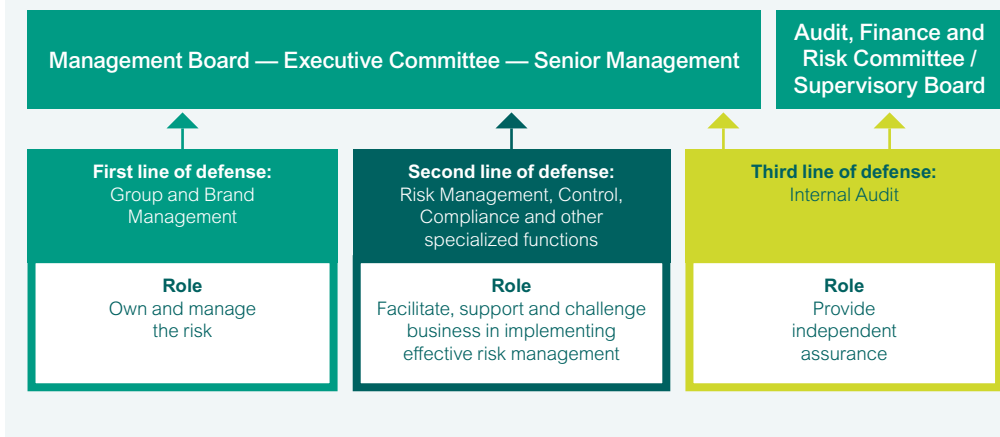 Management Board — Executive Committee — Senior Management
Audit, Finance and
Risk Committee /
Supervisory Board
First line of defense:
Group and Brand
Management
Role
Own and manage
the risk
Second line of defense:
Risk Management, Control,
Compliance and other
specialized functions
Role
Facilitate, support and challenge
business in implementing
effective risk management
Third line of defense:
Internal Audit
Role
Provide
independent
assurance